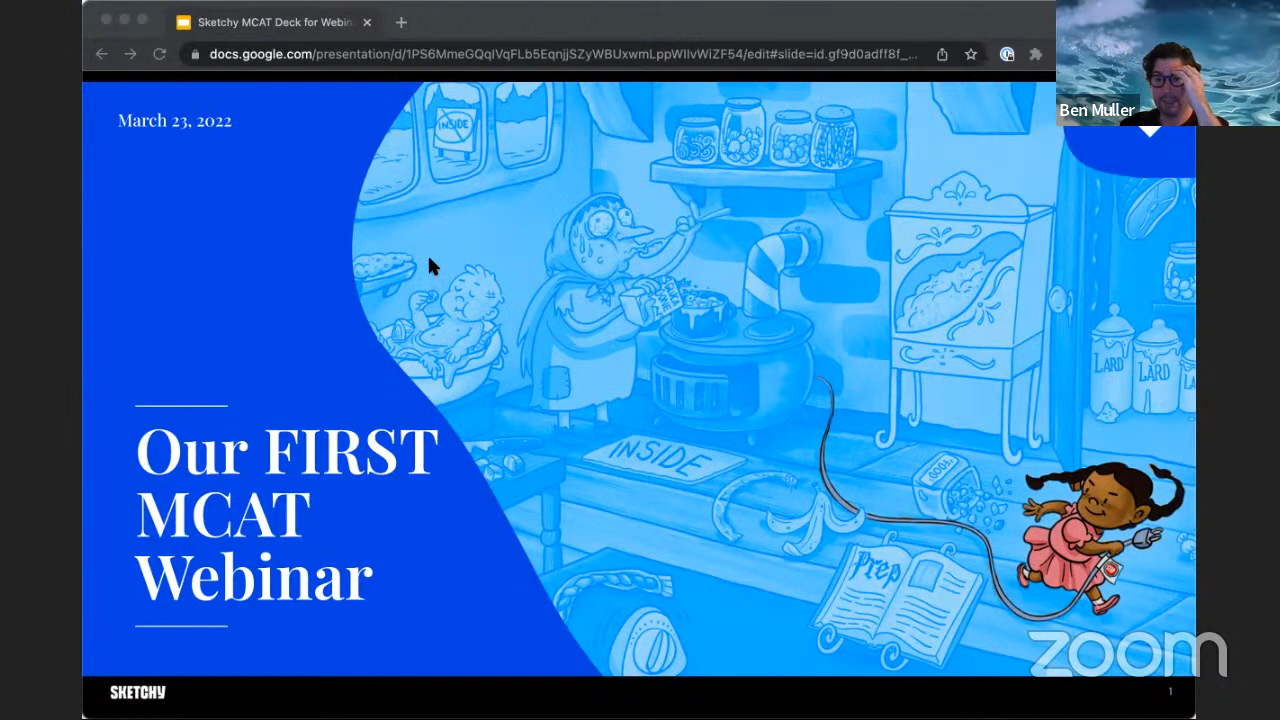 Sketchy MCAT Deck for Webin
docs.google.com/presentation/d/1PS6MmeGQqIVqFLb5EqnjjSZyWBUxwmLppWIlvWiZF54/edit#slide=id.gf9d0adff8f_...
Ben Muller
March 23, 2022
INSIDE
LARD
LARD
INSIDE
Our FIRST
MCAT
Webinar
Prep
zoom
SKETCHY
1